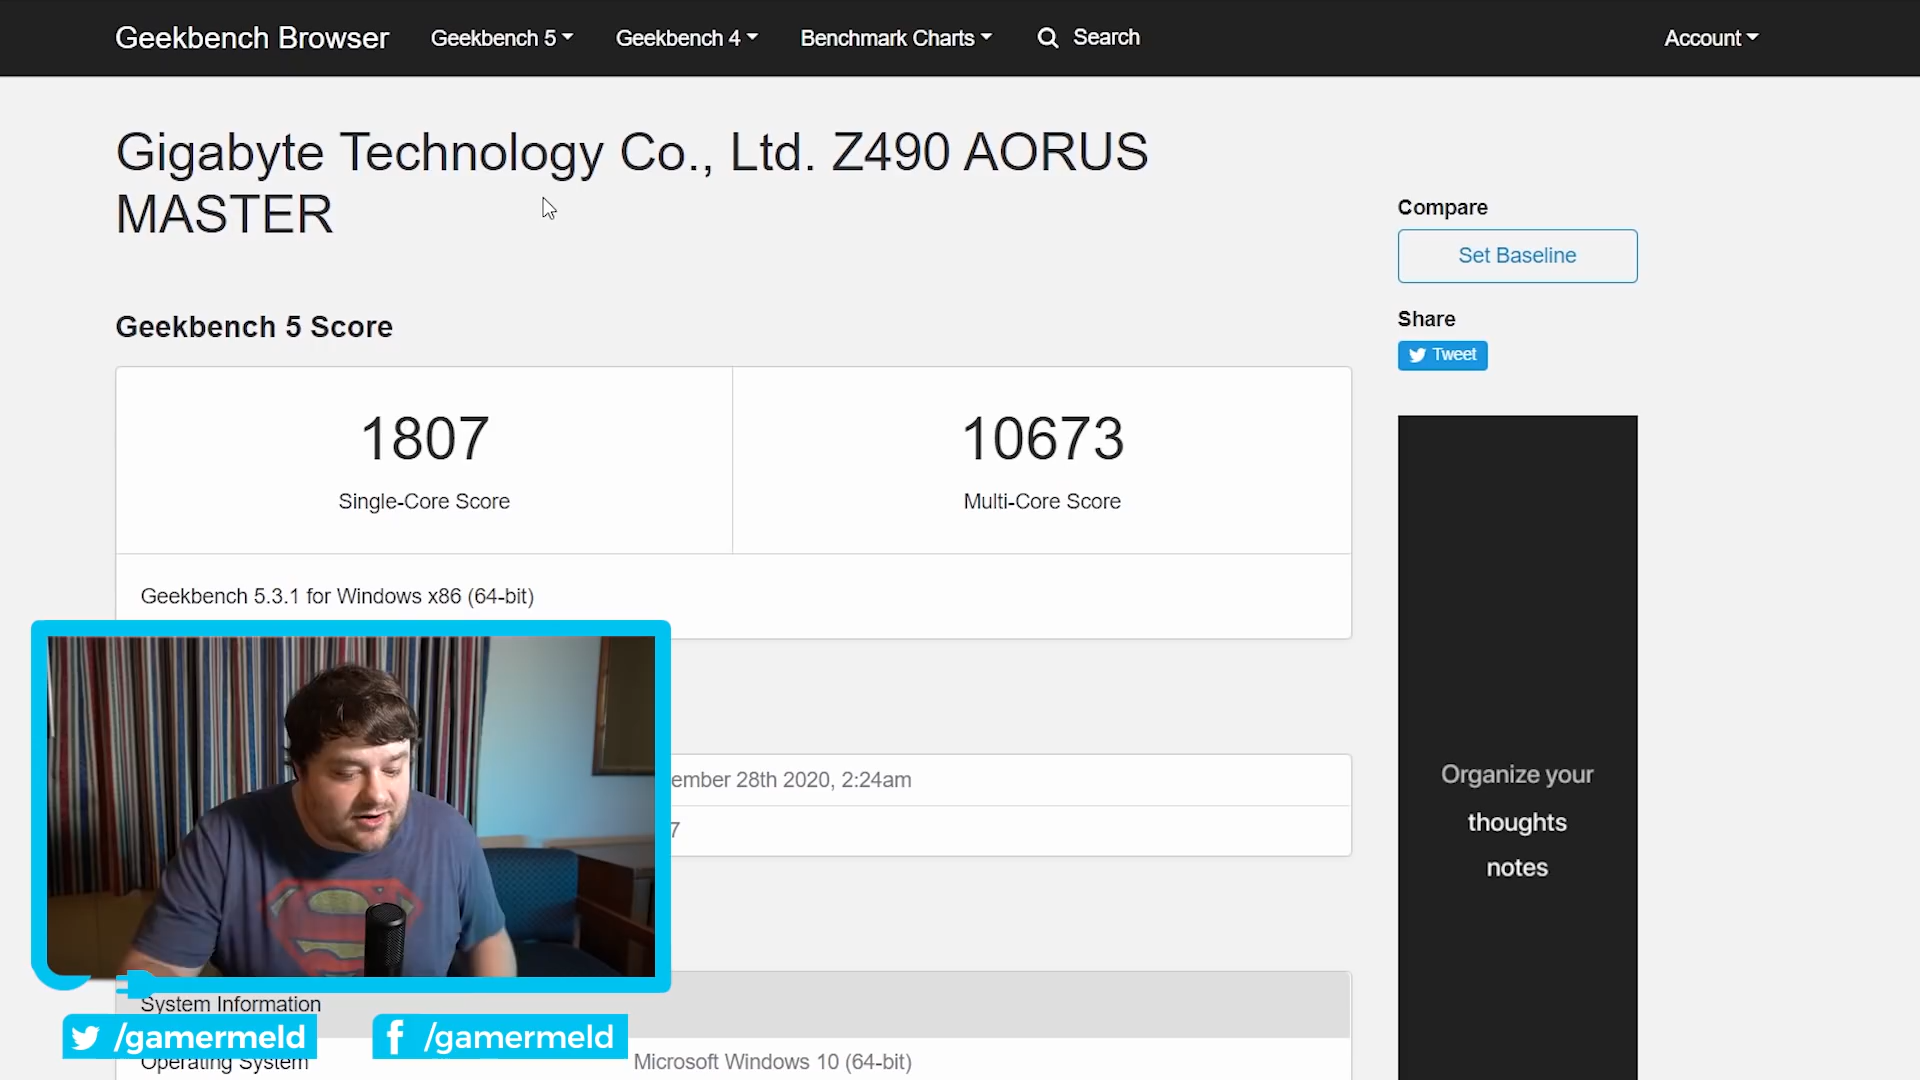 Geekbench Browser Geekbench 5 Geekbench 4 Benchmark Charts Search Account
Gigabyte Technology Co., Ltd. Z490 AORUS
MASTER
Compare
Set Baseline
Share
Tweet
Geekbench 5 Score
1807
Single-Core Score
10673
Multi-Core Score
Geekbench 5.3.1 for Windows x86 (64-bit)
ember 28th 2020, 2:24am
7
System Information
Operating System Microsoft Windows 10 (64-bit)
Organize your
thoughts
notes
/gamermeld
/gamermeld